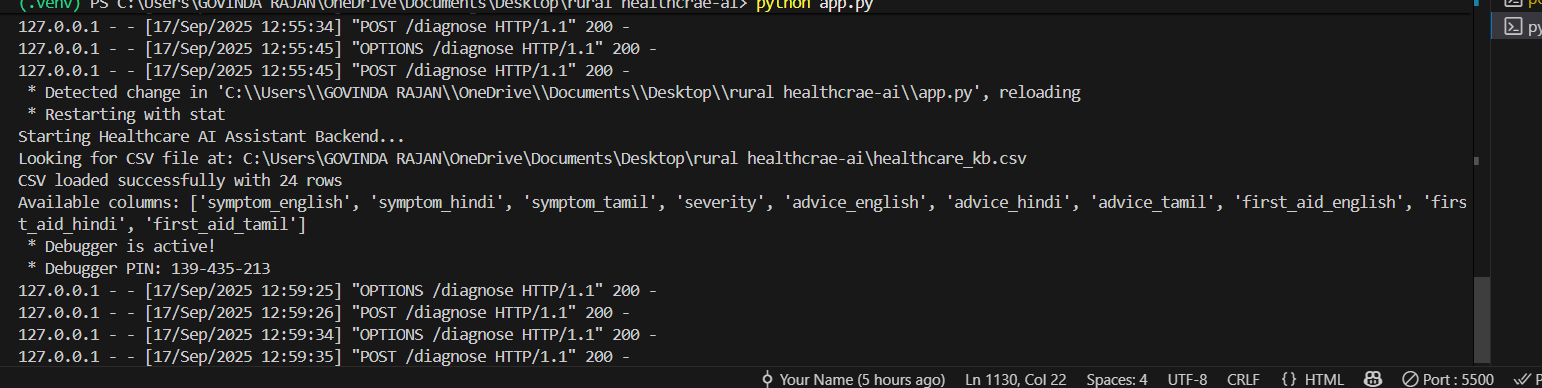 (.venv) PS C:\Users\GOVINDA RAJAN\OneDrive\Documents\Desktop\rural healthcrae-ai> python app.py
127.0.0.1 - - [17/Sep/2025 12:55:34] "POST /diagnose HTTP/1.1" 200 -
127.0.0.1 - - [17/Sep/2025 12:55:45] "OPTIONS /diagnose HTTP/1.1" 200 -
127.0.0.1 - - [17/Sep/2025 12:55:45] "POST /diagnose HTTP/1.1" 200 -
 * Detected change in 'C:\\Users\\GOVINDA RAJAN\\OneDrive\\Documents\\Desktop\\rural healthcrae-ai\\app.py', reloading
 * Restarting with stat
Starting Healthcare AI Assistant Backend...
Looking for CSV file at: C:\Users\GOVINDA RAJAN\OneDrive\Documents\Desktop\rural healthcrae-ai\healthcare_kb.csv
CSV loaded successfully with 24 rows
Available columns: ['symptom_english', 'symptom_hindi', 'symptom_tamil', 'severity', 'advice_english', 'advice_hindi', 'advice_tamil', 'first_aid_english', 'firs
t_aid_hindi', 'first_aid_tamil']
 * Debugger is active!
 * Debugger PIN: 139-435-213
127.0.0.1 - - [17/Sep/2025 12:59:25] "OPTIONS /diagnose HTTP/1.1" 200 -
127.0.0.1 - - [17/Sep/2025 12:59:26] "POST /diagnose HTTP/1.1" 200 -
127.0.0.1 - - [17/Sep/2025 12:59:34] "OPTIONS /diagnose HTTP/1.1" 200 -
127.0.0.1 - - [17/Sep/2025 12:59:35] "POST /diagnose HTTP/1.1" 200 -
Your Name (5 hours ago) Ln 1130, Col 22 Spaces: 4 UTF-8 CRLF {} HTML Port : 5500